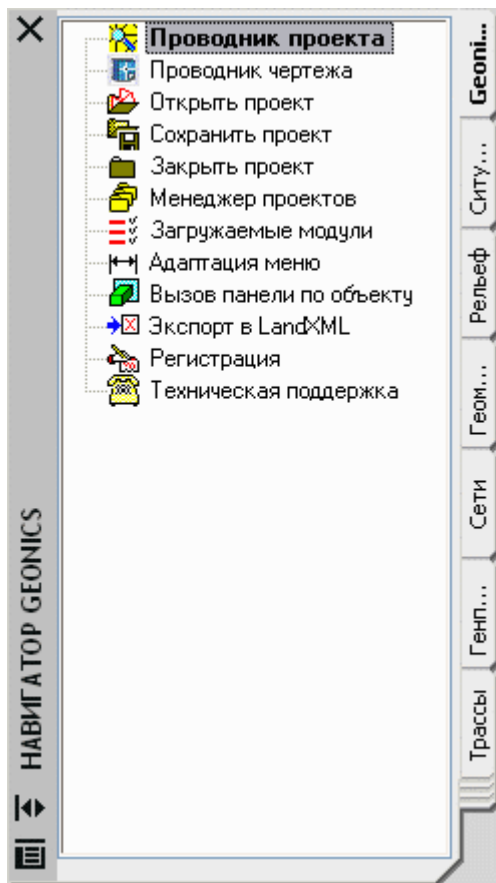 Проводник проекта
Проводник чертежа
Открыть проект
Сохранить проект
Закрыть проект
Менеджер проектов
Загружаемые модули
Адаптация меню
Вызов панели по объекту
Экспорт в LandXML
Регистрация
Техническая поддержка
НАВИГАТОР GEONICS
Geoni...
Ситу...
Рельеф
Геом...
Сети
Генп...
Трассы